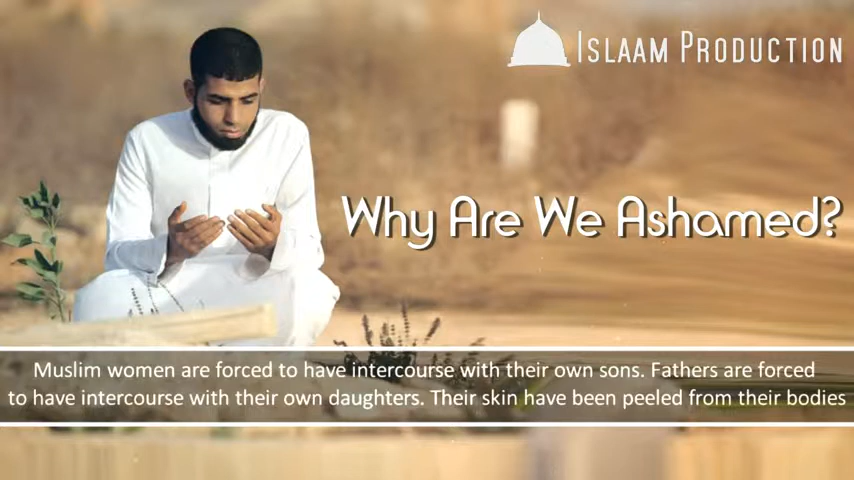 ISLAAM PRODUCTION
Why Are We Ashamed?
Muslim women are forced to have intercourse with their own sons. Fathers are forced
to have intercourse with their own daughters. Their skin have been peeled from their bodies